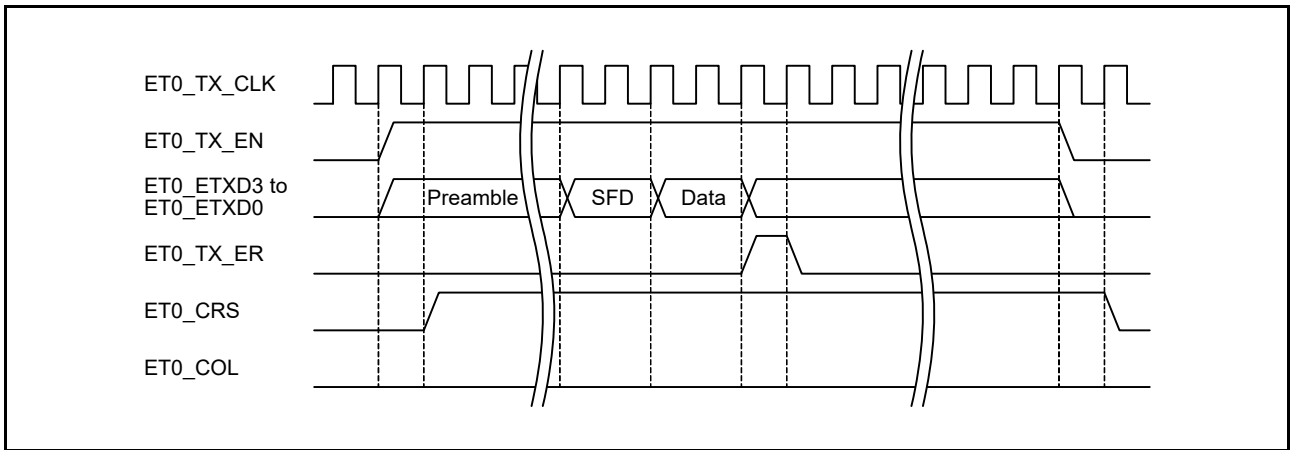 ET0_TX_CLK
ET0_TX_EN
ET0_ETXD3 to
ET0_ETXD0
Preamble
SFD
Data
ET0_TX_ER
ET0_CRS
ET0_COL